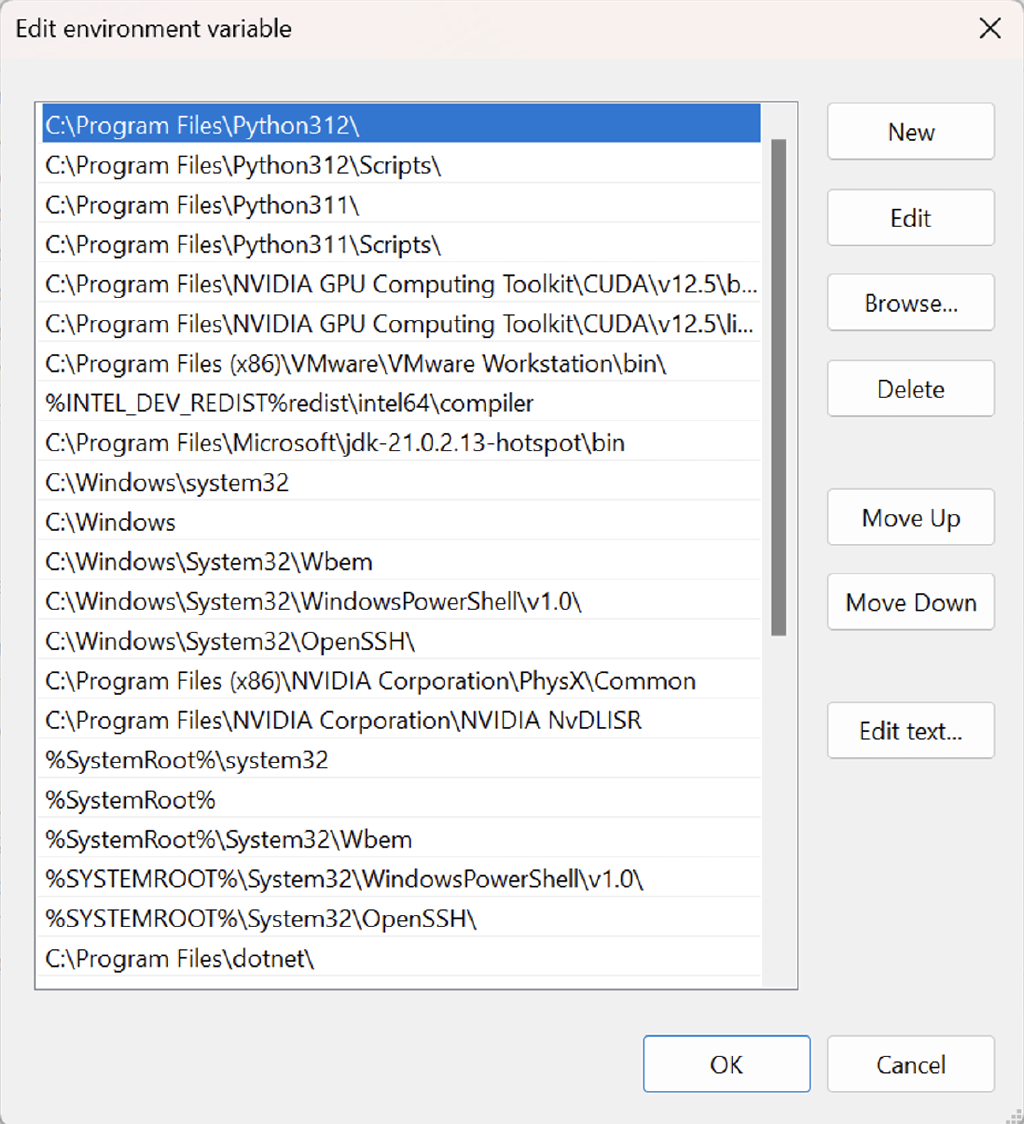 Edit environment variable
C:\Program Files\Python312\
C:\Program Files\Python312\Scripts\
C:\Program Files\Python311\
C:\Program Files\Python311\Scripts\
C:\Program Files\NVIDIA GPU Computing Toolkit\CUDA\v12.5\b...
C:\Program Files\NVIDIA GPU Computing Toolkit\CUDA\v12.5\li...
C:\Program Files (x86)\VMware\VMware Workstation\bin\
%INTEL_DEV_REDIST%redist\intel64\compiler
C:\Program Files\Microsoft\jdk-21.0.2.13-hotspot\bin
C:\Windows\system32
C:\Windows
C:\Windows\System32\Wbem
C:\Windows\System32\WindowsPowerShell\v1.0\
C:\Windows\System32\OpenSSH\
C:\Program Files (x86)\NVIDIA Corporation\PhysX\Common
C:\Program Files\NVIDIA Corporation\NVIDIA NvDLISR
%SystemRoot%\system32
%SystemRoot%
%SystemRoot%\System32\Wbem
%SYSTEMROOT%\System32\WindowsPowerShell\v1.0\
%SYSTEMROOT%\System32\OpenSSH\
C:\Program Files\dotnet\
New
Edit
Browse...
Delete
Move Up
Move Down
Edit text...
OK
Cancel